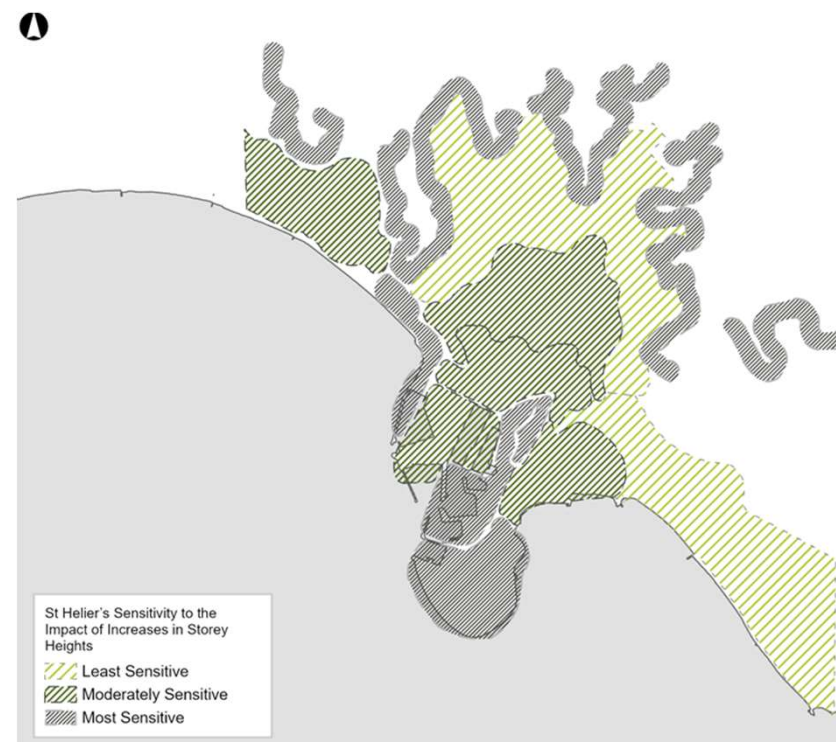 St Helier's Sensitivity to the
Impact of Increases in Storey
Heights
Least Sensitive
Moderately Sensitive
Most Sensitive